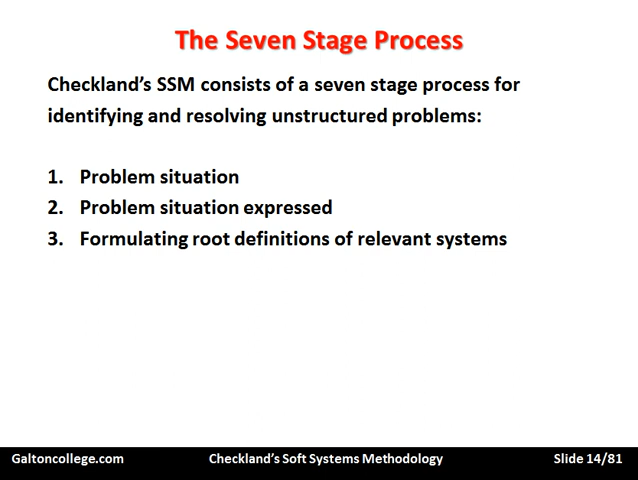 The Seven Stage Process
Checkland's SSM consists of a seven stage process for
identifying and resolving unstructured problems:
1. Problem situation
2. Problem situation expressed
3. Formulating root definitions of relevant systems
Galtoncollege.com Checkland's Soft Systems Methodology Slide 14/81